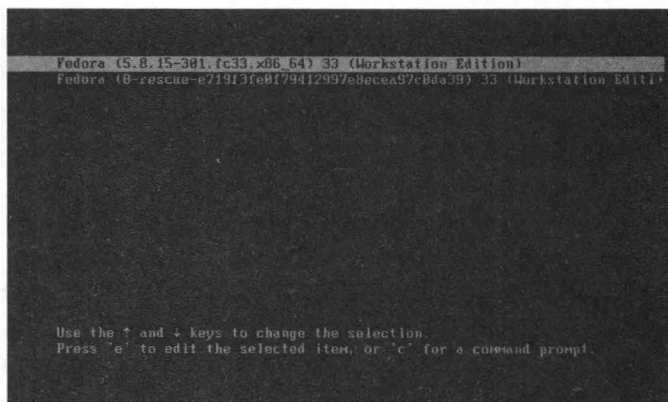 Fedora (5.8.15-301.fc33.x86_64) 33 (Workstation Edition)
Fedora (0-rescue-e719f3fe0f79412997e8ecea97c0da39) 33 (Workstation Editi
Use the ↑ and ↓ keys to change the selection.
Press 'e' to edit the selected item, or 'c' for a command prompt.